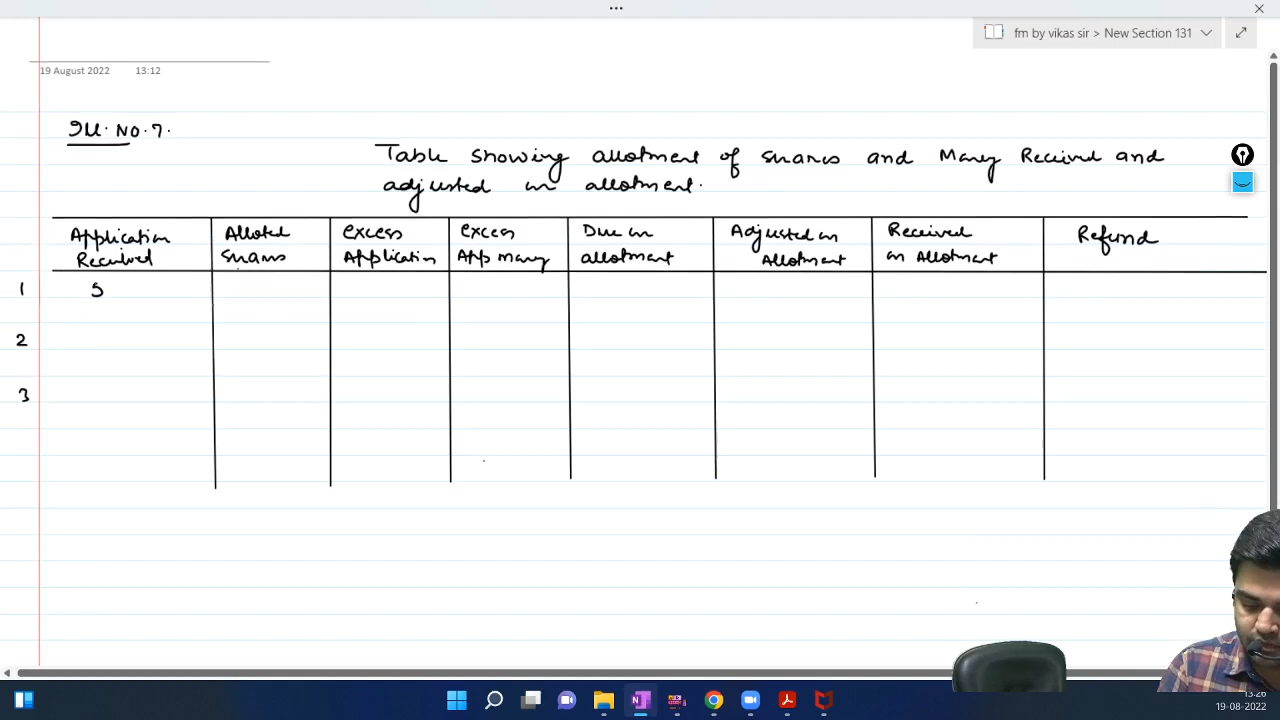 fm by vikas sir > New Section 131
19 August 2022 13:12
Ill. No. 7.
Table showing allotment of shares and Money Received and
adjusted on allotment.
Application Received
Alloted Shares
Excess Application
Excess App Money
Due on allotment
Adjusted on Allotment
Received on Allotment
Refund
1 5
2
3
13:26
19-08-2022